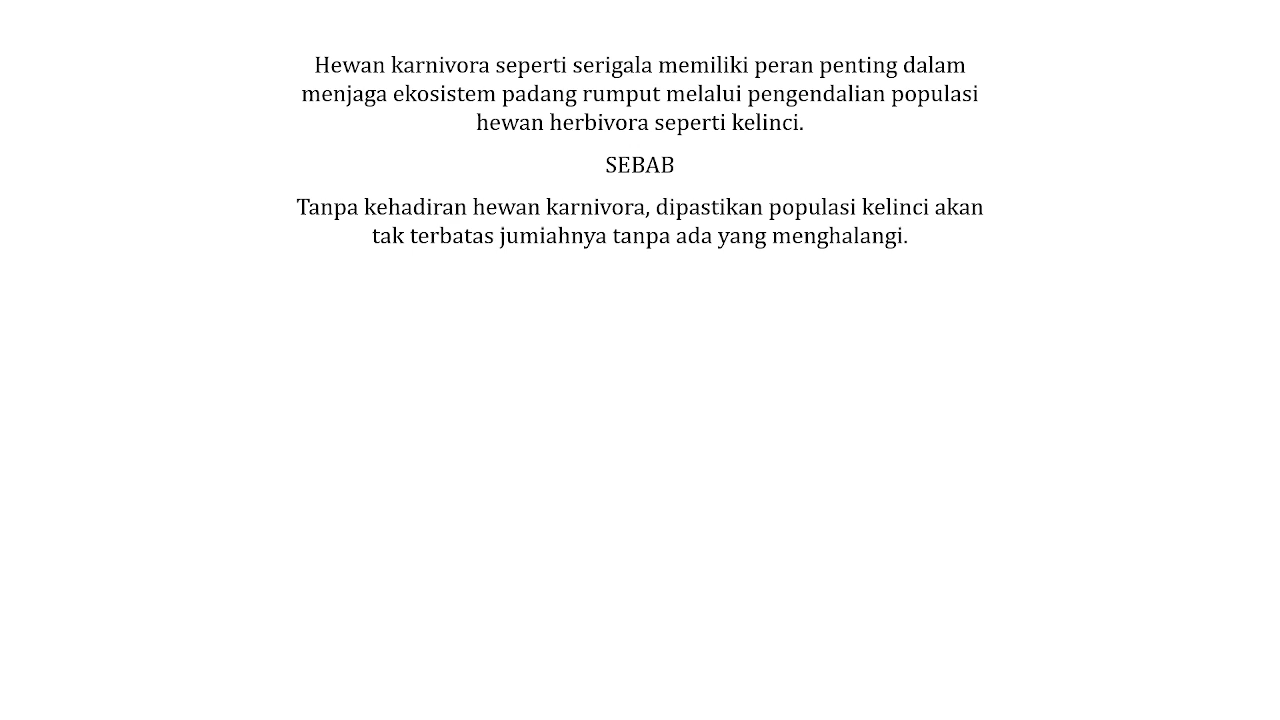 Hewan karnivora seperti serigala memiliki peran penting dalam
menjaga ekosistem padang rumput melalui pengendalian populasi
hewan herbivora seperti kelinci.
SEBAB
Tanpa kehadiran hewan karnivora, dipastikan populasi kelinci akan
tak terbatas jumiahnya tanpa ada yang menghalangi.